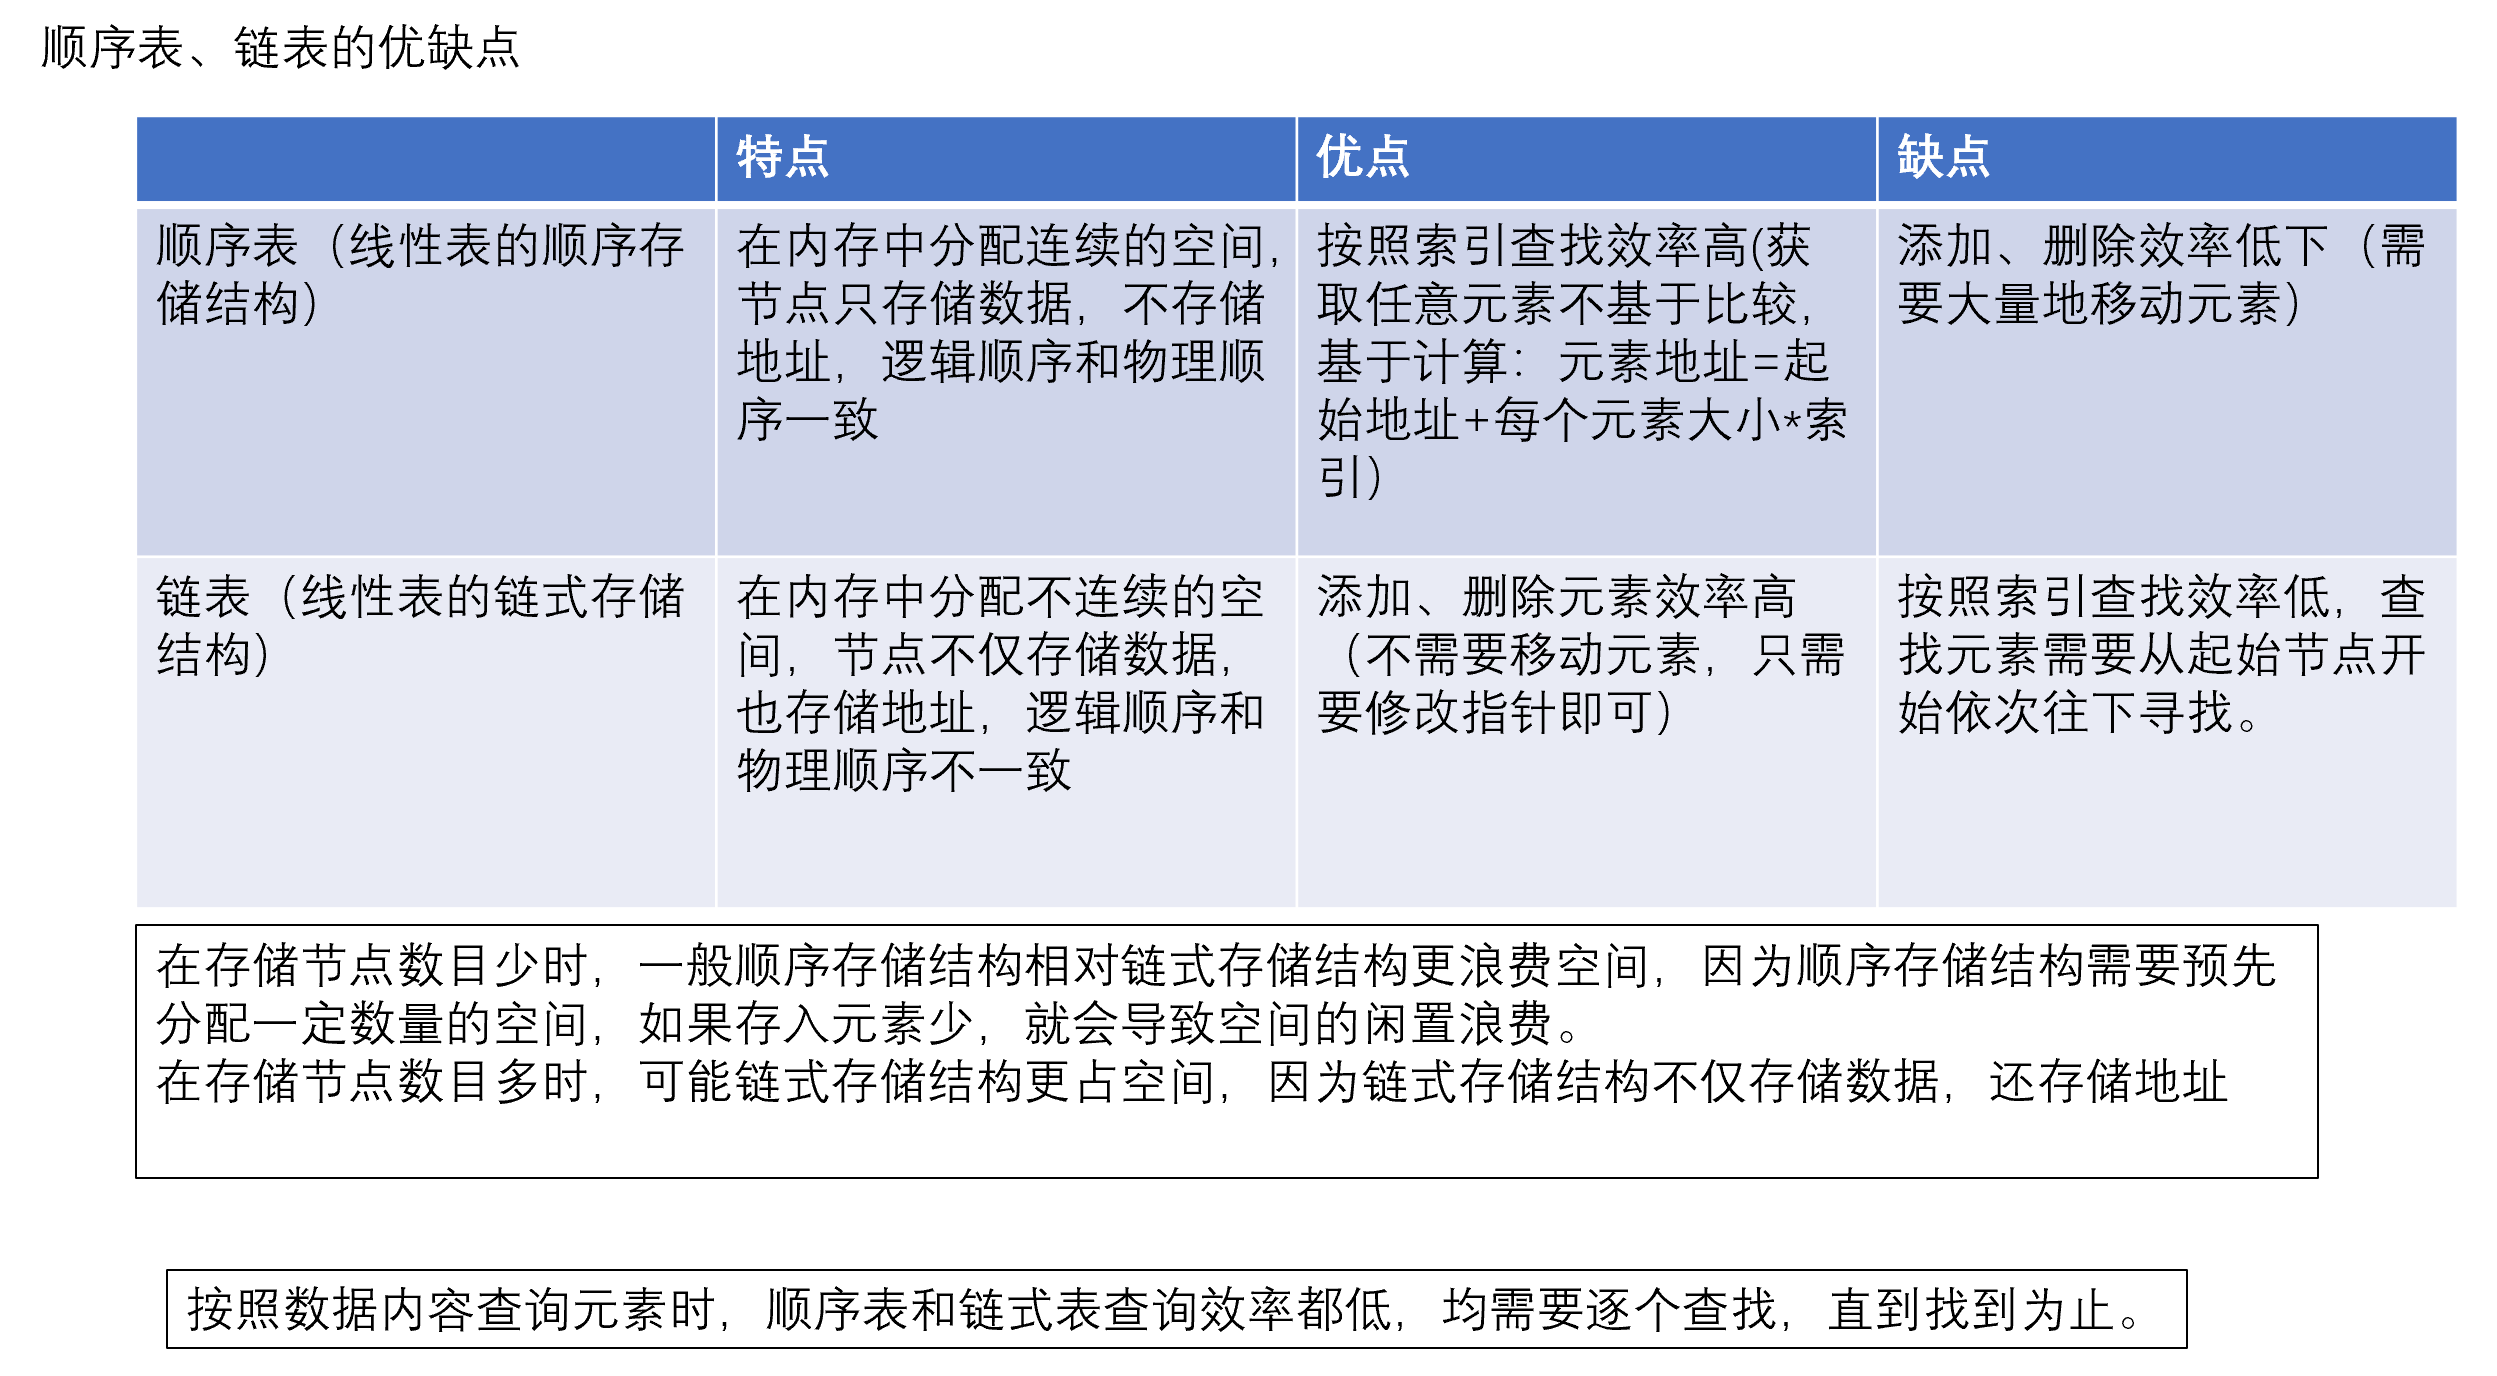 顺序表、链表的优缺点
特点
优点
缺点
顺序表（线性表的顺序存
储结构）
在内存中分配连续的空间，
节点只存储数据，不存储
地址，逻辑顺序和物理顺
序一致
按照索引查找效率高(获
取任意元素不基于比较，
基于计算：元素地址=起
始地址+每个元素大小*索
引）
添加、删除效率低下（需
要大量地移动元素）
链表（线性表的链式存储
结构）
在内存中分配不连续的空
间，节点不仅存储数据，
也存储地址，逻辑顺序和
物理顺序不一致
添加、删除元素效率高
（不需要移动元素，只需
要修改指针即可）
按照索引查找效率低，查
找元素需要从起始节点开
始依次往下寻找。
在存储节点数目少时，一般顺序存储结构相对链式存储结构更浪费空间，因为顺序存储结构需要预先
分配一定数量的空间，如果存入元素少，就会导致空间的闲置浪费。
在存储节点数目多时，可能链式存储结构更占空间，因为链式存储结构不仅存储数据，还存储地址
按照数据内容查询元素时，顺序表和链式表查询效率都低，均需要逐个查找，直到找到为止。